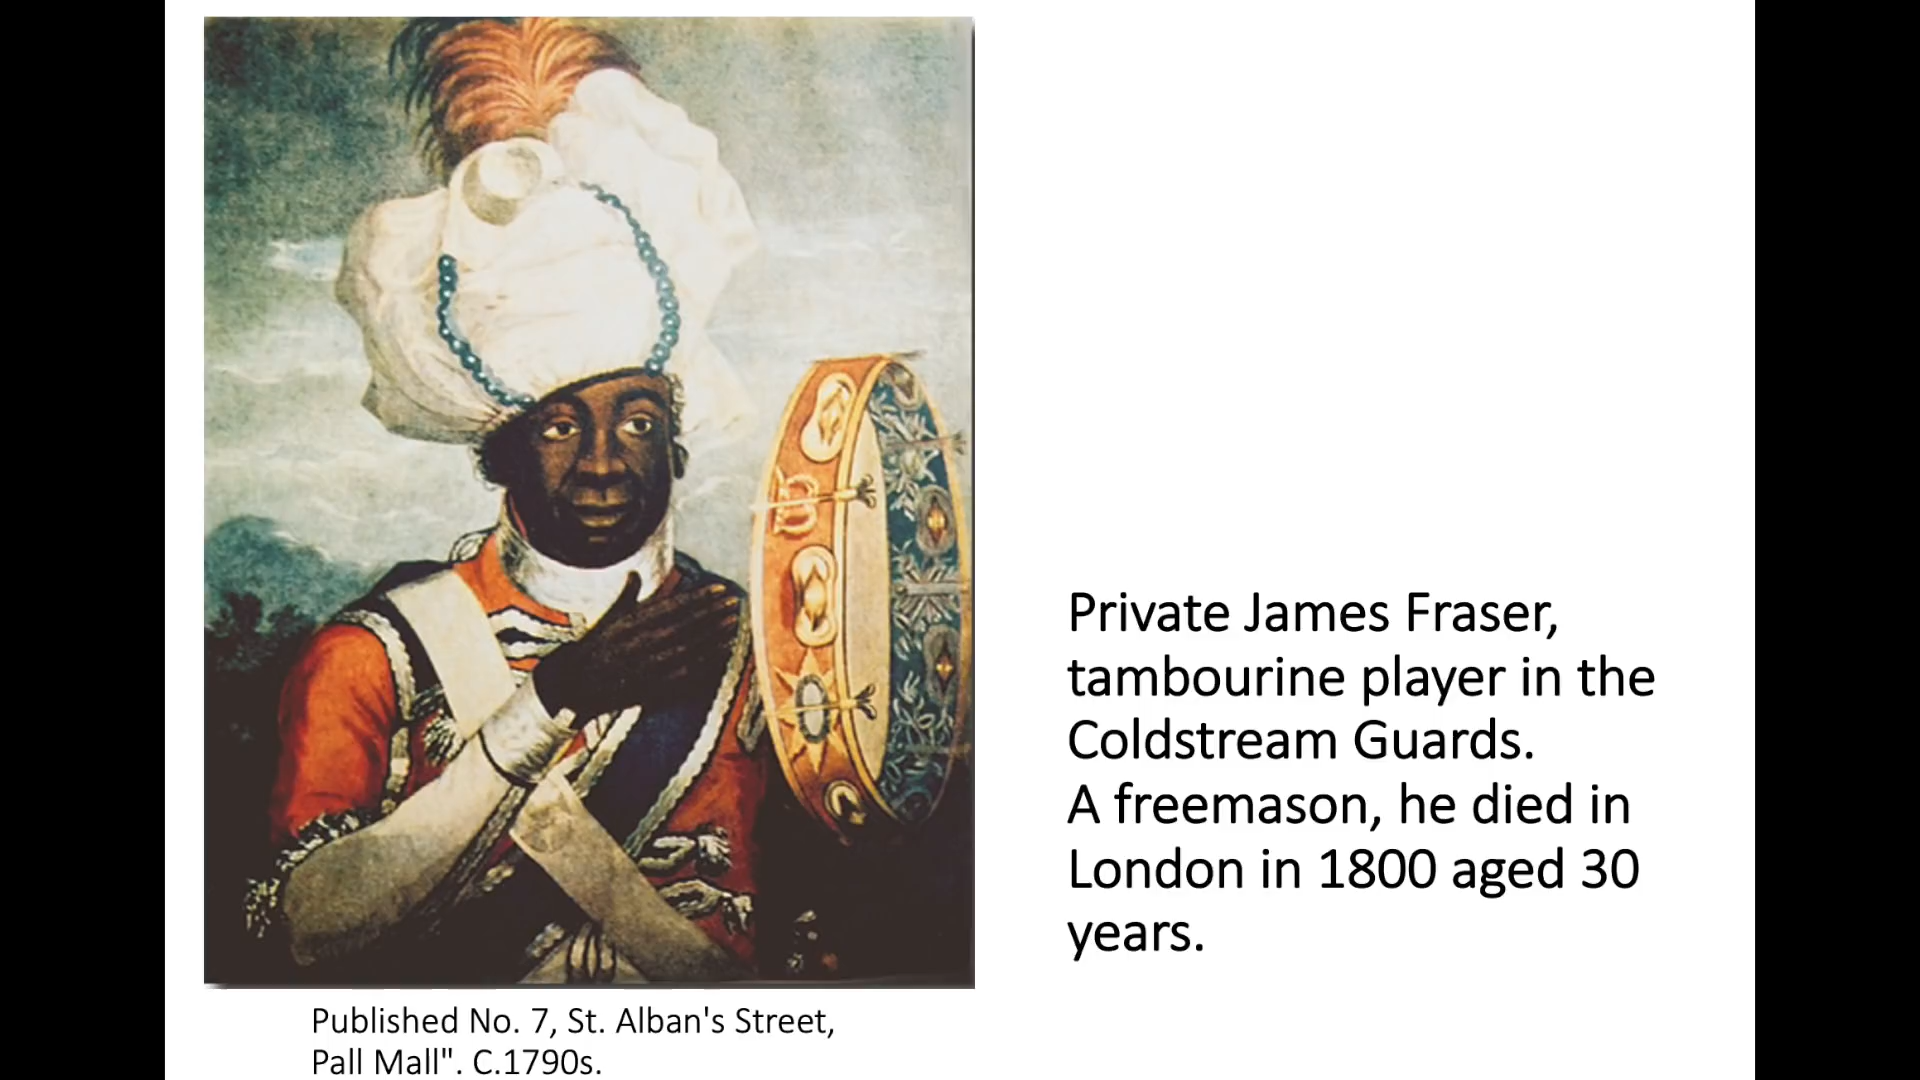 Private James Fraser,
tambourine player in the
Coldstream Guards.
A freemason, he died in
London in 1800 aged 30
years.
Published No. 7, St. Alban's Street,
Pall Mall". C.1790s.